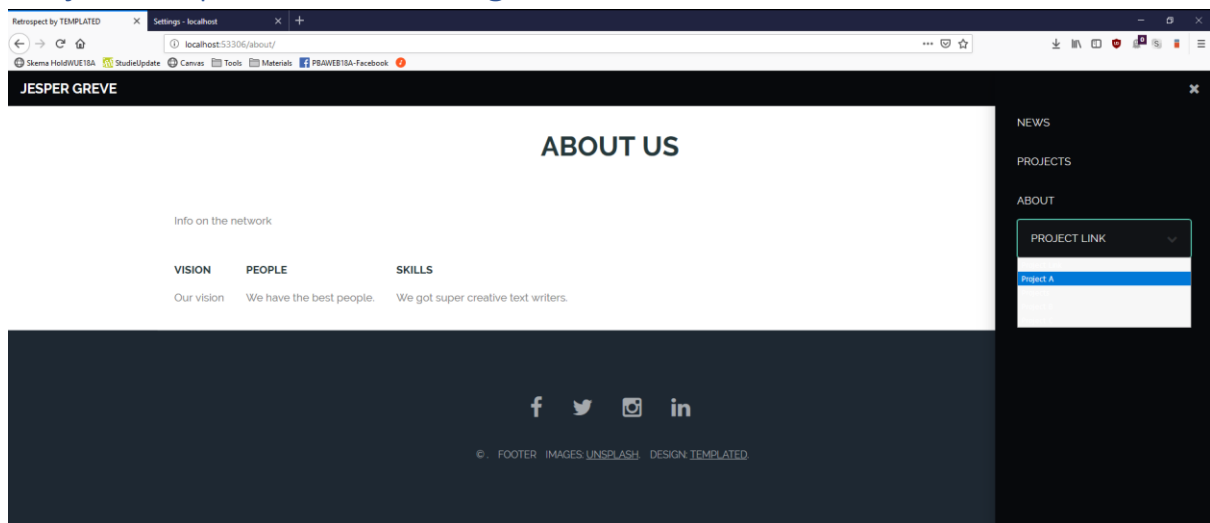 Retrospect by TEMPLATED
Settings - localhost
localhost:53306/about/
Skema HoldWUE18A StudieUpdate Canvas Tools Materials PBAWEB18A-Facebook
JESPER GREVE
NEWS
PROJECTS
ABOUT
PROJECT LINK
Project A
ABOUT US
Info on the network
VISION PEOPLE SKILLS
Our vision We have the best people. We got super creative text writers.
©. FOOTER IMAGES: UNSPLASH. DESIGN: TEMPLATED.